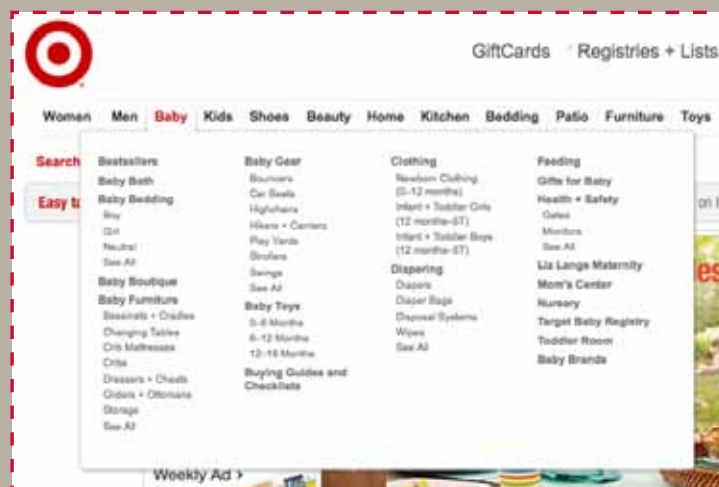 GiftCards Registries + Lists
Women Men Baby Kids Shoes Beauty Home Kitchen Bedding Patio Furniture Toys
Search
Easy to
Bestsellers
Baby Bath
Baby Bedding
Boy
Girl
Neutral
See All
Baby Boutique
Baby Furniture
Bassinets + Cradles
Changing Tables
Crib Mattresses
Cribs
Dressers + Chests
Gliders + Ottomans
Storage
See All
Baby Gear
Bouncers
Car Seats
Highchairs
Hikers + Carriers
Play Yards
Strollers
Swings
See All
Baby Toys
0-6 Months
6-12 Months
12-18 Months
Buying Guides and
Checklists
Clothing
Newborn Clothing
(0-12 months)
Infant + Toddler Girls
(12 months-5T)
Infant + Toddler Boys
(12 months-5T)
Diapering
Diapers
Diaper Bags
Disposal Systems
Wipes
See All
Feeding
Gifts for Baby
Health + Safety
Gates
Monitors
See All
Liz Lange Maternity
Mom's Center
Nursery
Target Baby Registry
Toddler Room
Baby Brands
on
es
Weekly Ad >